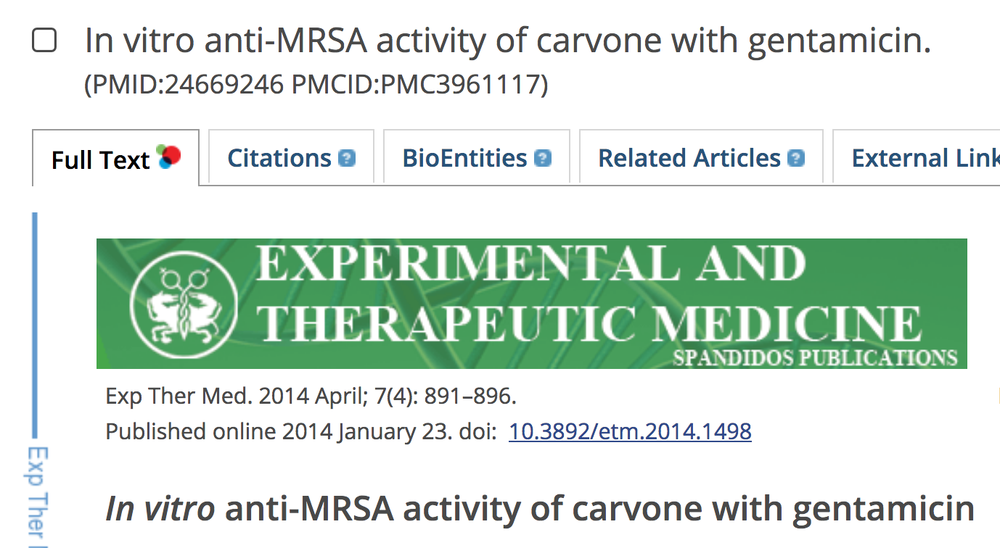 In vitro anti-MRSA activity of carvone with gentamicin.
(PMID:24669246 PMCID:PMC3961117)
Full Text Citations ? BioEntities ? Related Articles ? External Link
EXPERIMENTAL AND
THERAPEUTIC MEDICINE
SPANDIDOS PUBLICATIONS
Exp Ther Med. 2014 April; 7(4): 891–896.
Published online 2014 January 23. doi: 10.3892/etm.2014.1498
Exp Ther
In vitro anti-MRSA activity of carvone with gentamicin